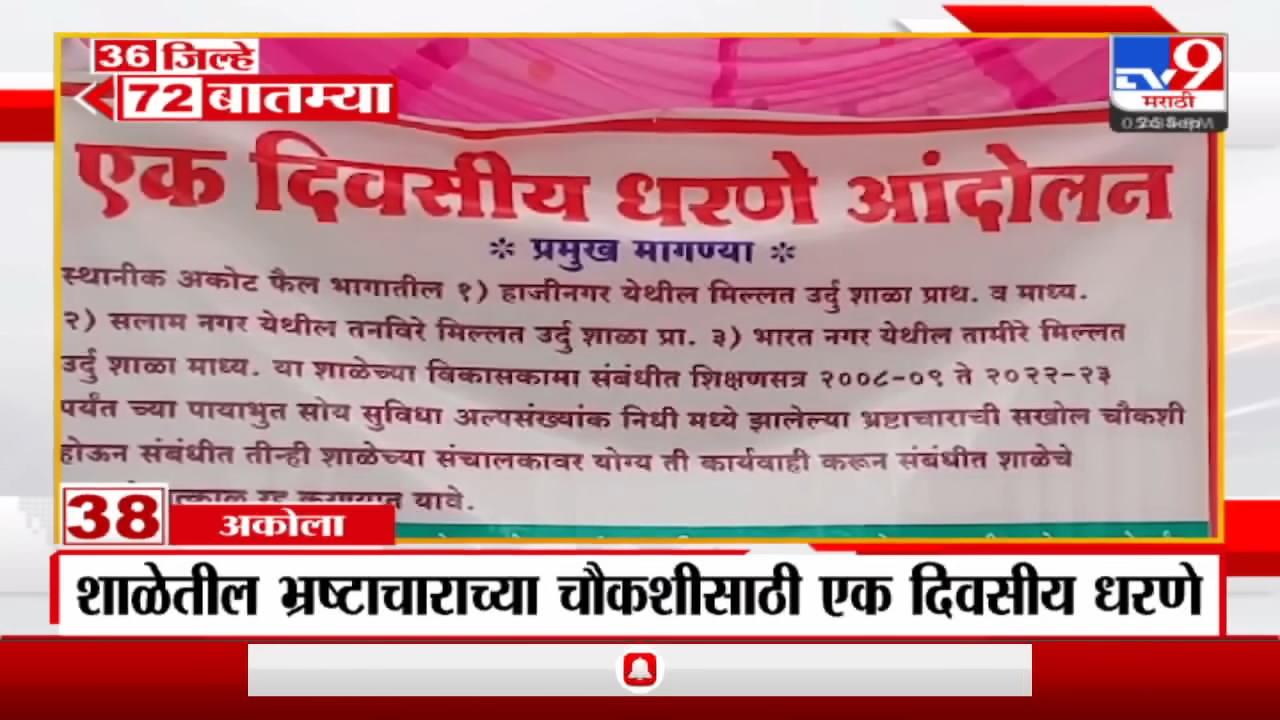 36 जिल्हे
72 बातम्या
TV9
मराठी
एक दिवसीय धरणे आंदोलन
❊ प्रमुख मागण्या ❊
स्थानीक अकोट फैल भागातील १) हाजीनगर येथील मिल्लत उर्दु शाळा प्राथ. व माध्य.
२) सलाम नगर येथील तनविरे मिल्लत उर्दु शाळा प्रा. ३) भारत नगर येथील तामीरे मिल्लत
उर्दु शाळा माध्य. या शाळेच्या विकासकामा संबंधीत शिक्षणसत्र २००८-०९ ते २०२२-२३
पर्यंत च्या पायाभुत सोय सुविधा अल्पसंख्यांक निधी मध्ये झालेल्या भ्रष्टाचाराची सखोल चौकशी
होऊन संबंधीत तीन्ही शाळेच्या संचालकावर योग्य ती कार्यवाही करून संबंधीत शाळेचे
यावे.
38 अकोला
शाळेतील भ्रष्टाचाराच्या चौकशीसाठी एक दिवसीय धरणे